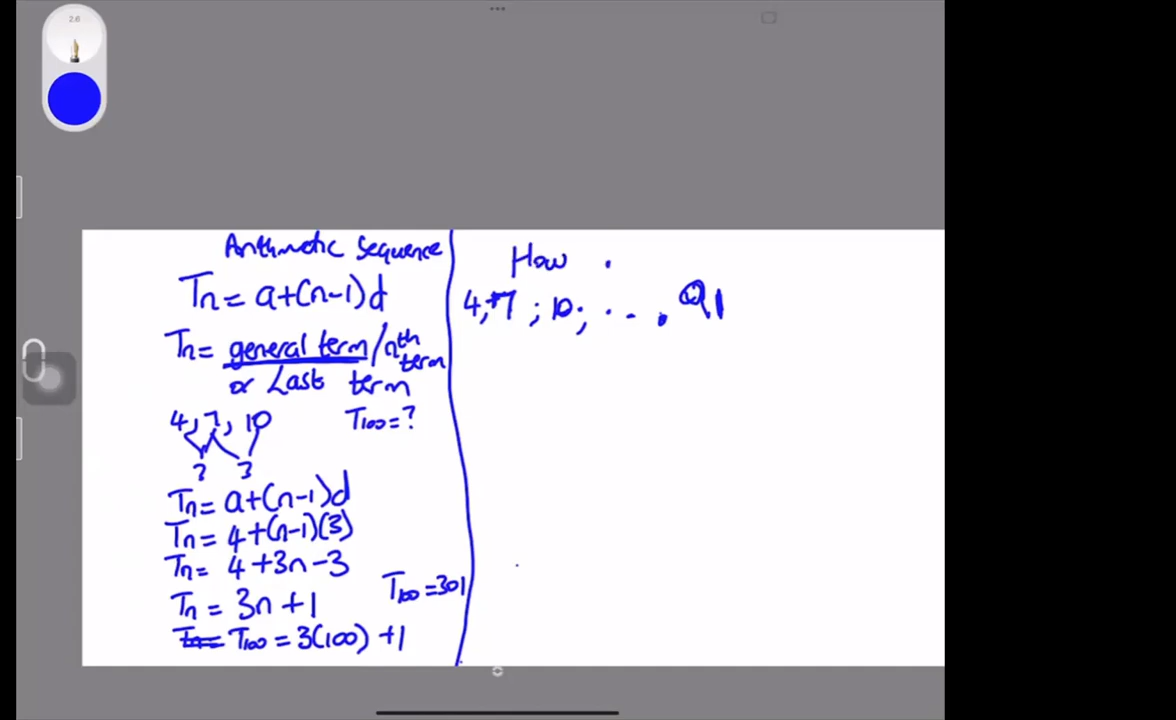 2.6
Arithmetic Sequence
Tn = a+(n-1)d
Tn = general term/nth term
or Last term
4, 7, 10
T100 = ?
3 3
Tn = a+(n-1)d
Tn = 4+(n-1)(3)
Tn = 4+3n-3
Tn = 3n+1
T100 = 3(100) +1
T100 = 301
How
4, 7 ; 10; ...